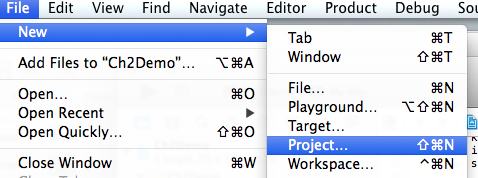 File Edit View Find Navigate Editor Product Debug Sou
New
Add Files to "Ch2Demo"... ⌥⌘A
Open... ⌘O
Open Recent
Open Quickly... ⇧⌘O
Close Window ⌘W
Tab ⌘T
Window ⇧⌘T
File... ⌘N
Playground... ⌥⇧⌘N
Target...
Project... ⇧⌘N
Workspace... ^⌘N